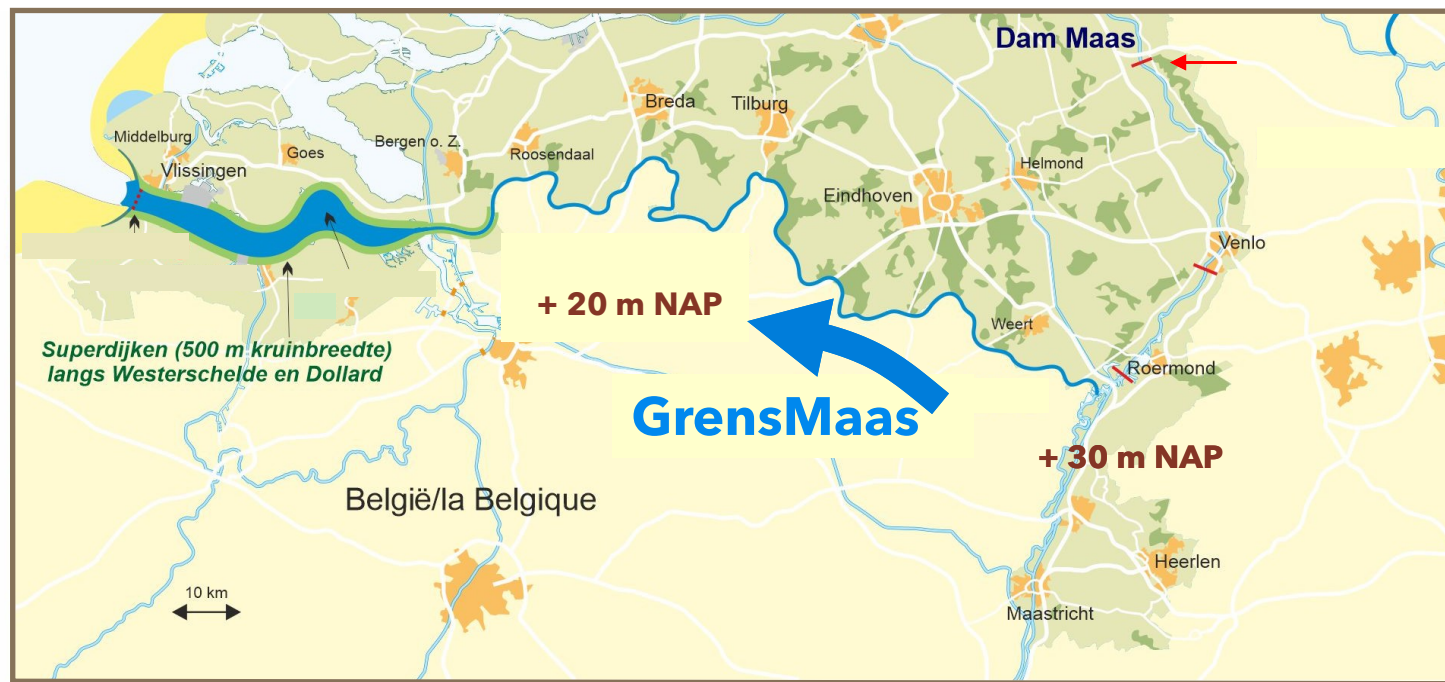 Dam Maas
Breda
Tilburg
Middelburg
Bergen o. Z.
Goes
Roosendaal
Vlissingen
Helmond
Eindhoven
Venlo
+ 20 m NAP
Weert
Superdijken (500 m kruinbreedte)
langs Westerschelde en Dollard
Roermond
GrensMaas
+ 30 m NAP
België/la Belgique
Heerlen
10 km
Maastricht